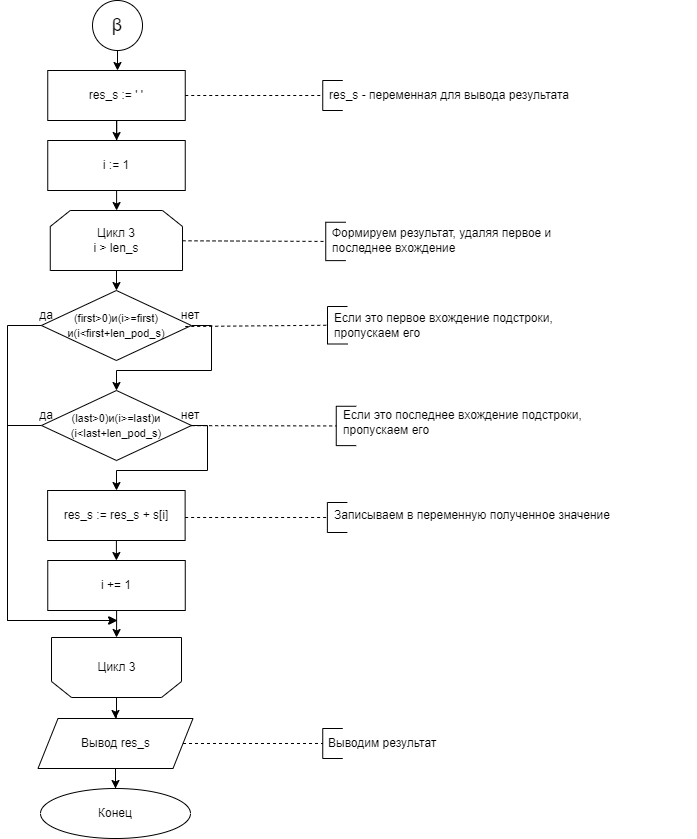 β
res_s := ' '
res_s - переменная для вывода результата
i := 1
Цикл 3
i > len_s
Формируем результат, удаляя первое и
последнее вхождение
да
(first>0)и(i>=first)
и(i<first+len_pod_s)
нет
Если это первое вхождение подстроки,
пропускаем его
да
(last>0)и(i>=last)и
(i<last+len_pod_s)
нет
Если это последнее вхождение подстроки,
пропускаем его
res_s := res_s + s[i]
Записываем в переменную полученное значение
i += 1
Цикл 3
Вывод res_s
Выводим результат
Конец